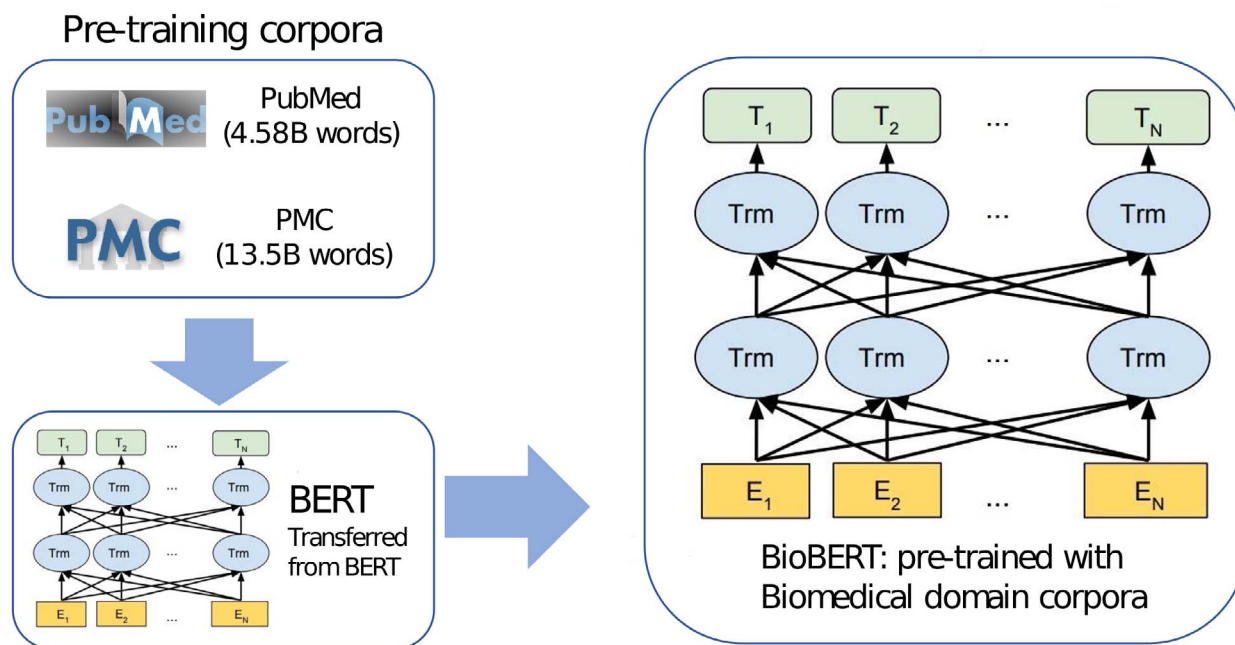 Pre-training corpora
PubMed
PubMed
(4.58B words)
PMC
PMC
(13.5B words)
T1 T2 ... TN
Trm Trm ... Trm
Trm Trm ... Trm
E1 E2 ... EN
BERT
Transferred
from BERT
T1 T2 ... TN
Trm Trm ... Trm
Trm Trm ... Trm
E1 E2 ... EN
BioBERT: pre-trained with
Biomedical domain corpora